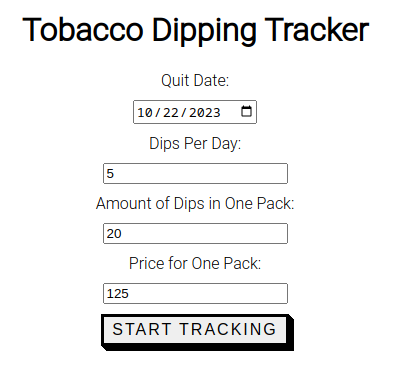 Tobacco Dipping Tracker
Quit Date:
10/22/2023
Dips Per Day:
5
Amount of Dips in One Pack:
20
Price for One Pack:
125
START TRACKING